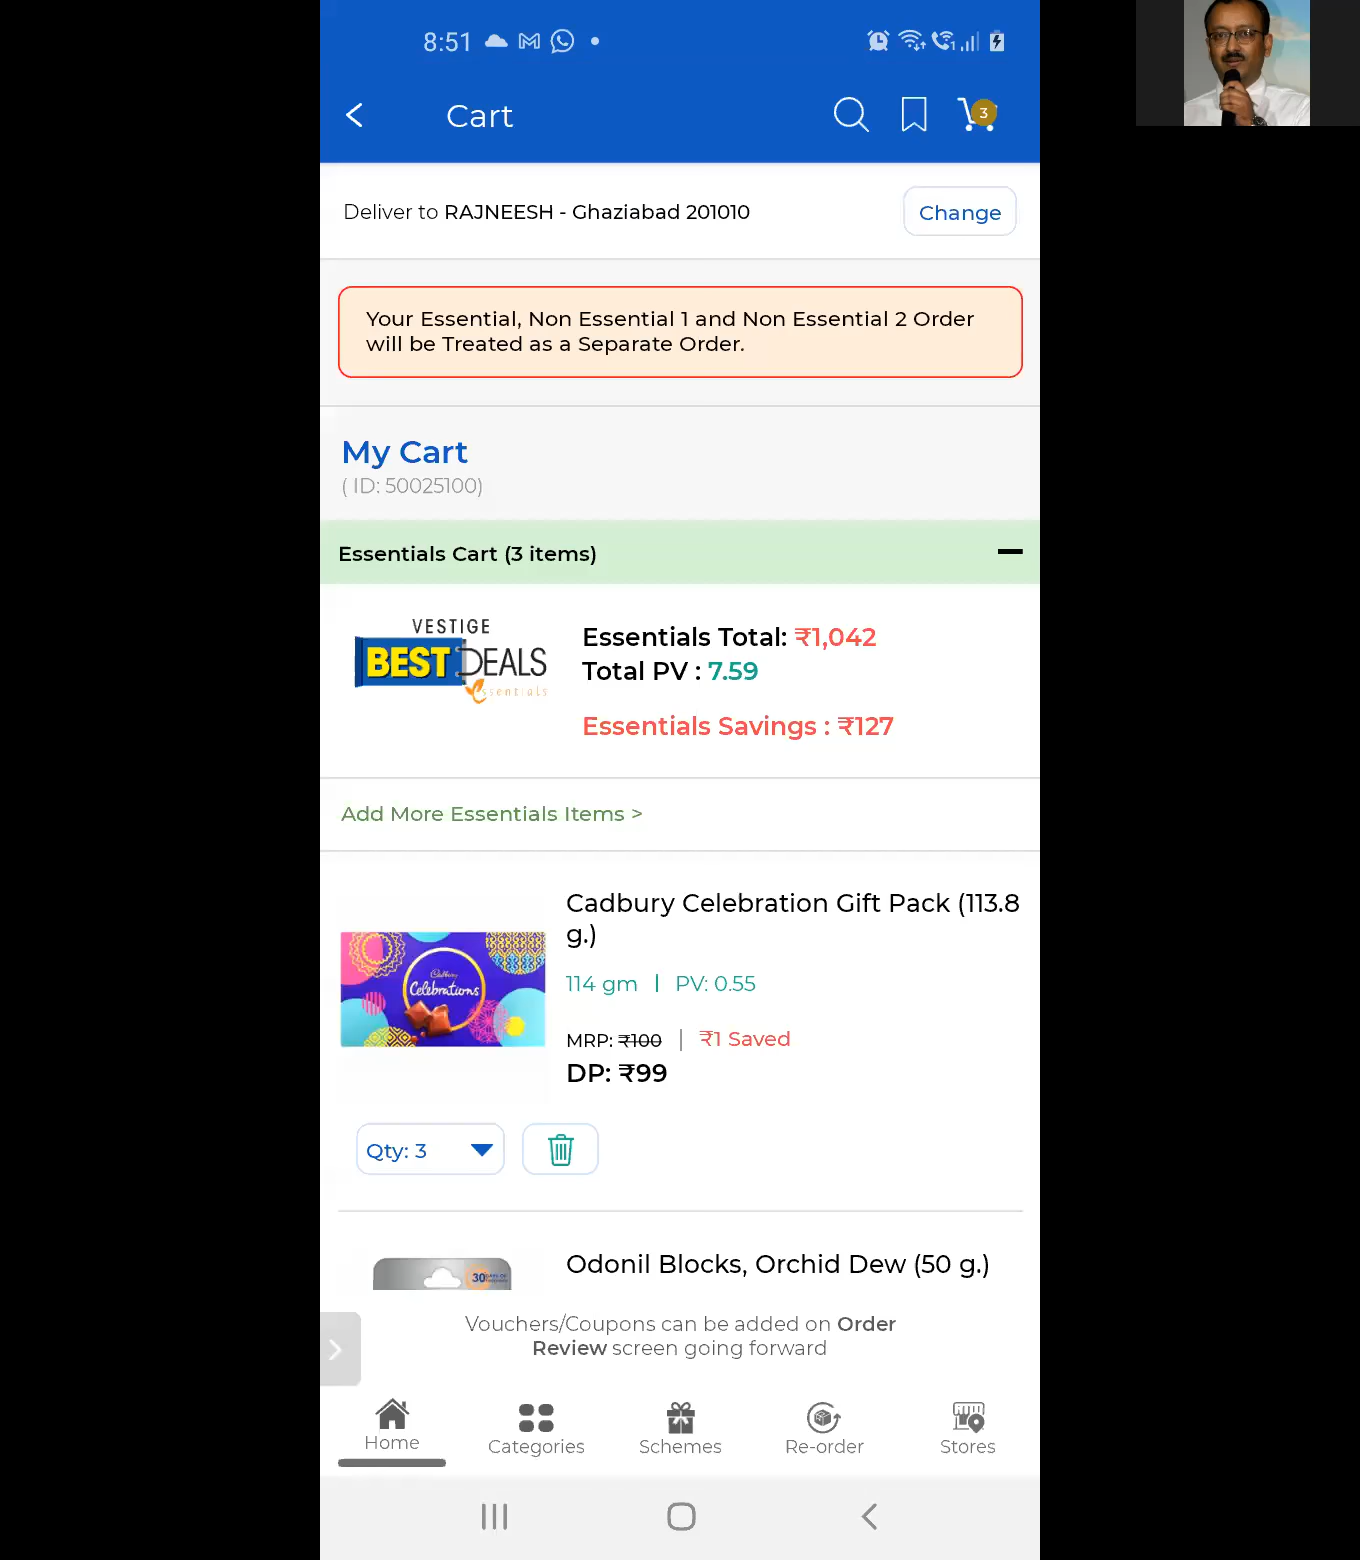 8:51
Cart
3
Deliver to RAJNEESH - Ghaziabad 201010
Change
Your Essential, Non Essential 1 and Non Essential 2 Order
will be Treated as a Separate Order.
My Cart
( ID: 50025100)
Essentials Cart (3 items)
VESTIGE
BEST DEALS
essentials
Essentials Total: ₹1,042
Total PV : 7.59
Essentials Savings : ₹127
Add More Essentials Items >
Cadbury Celebration Gift Pack (113.8
g.)
Cadbury
Celebrations
114 gm | PV: 0.55
MRP: ₹100 | ₹1 Saved
DP: ₹99
Qty: 3
Odonil Blocks, Orchid Dew (50 g.)
30
Vouchers/Coupons can be added on Order
Review screen going forward
Home
Categories
Schemes
Re-order
Stores